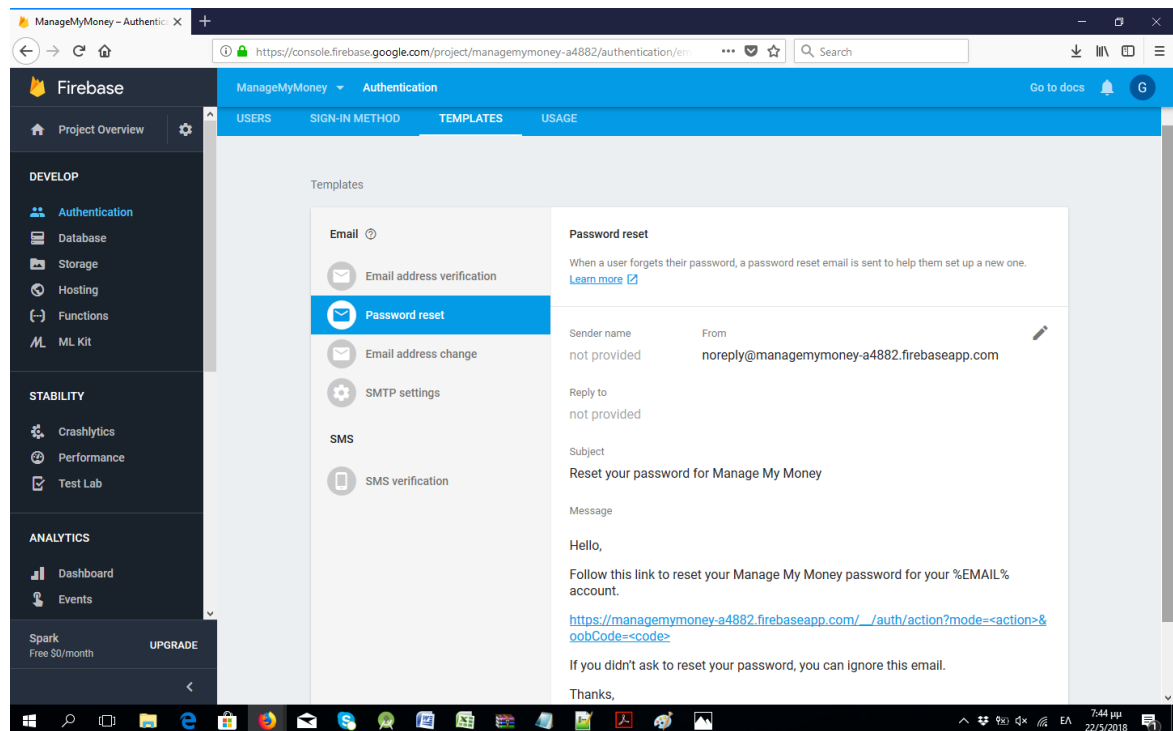 ManageMyMoney – Authentic
https://console.firebase.google.com/project/managemymoney-a4882/authentication/em
Search
Firebase
ManageMyMoney
Authentication
Go to docs
G
Project Overview
USERS
SIGN-IN METHOD
TEMPLATES
USAGE
DEVELOP
Authentication
Database
Storage
Hosting
Functions
ML Kit
STABILITY
Crashlytics
Performance
Test Lab
ANALYTICS
Dashboard
Events
Spark
Free $0/month
UPGRADE
Templates
Email
Email address verification
Password reset
Email address change
SMTP settings
SMS
SMS verification
Password reset
When a user forgets their password, a password reset email is sent to help them set up a new one.
Learn more
Sender name
not provided
From
noreply@managemymoney-a4882.firebaseapp.com
Reply to
not provided
Subject
Reset your password for Manage My Money
Message
Hello,
Follow this link to reset your Manage My Money password for your %EMAIL%
account.
https://managemymoney-a4882.firebaseapp.com/__/auth/action?mode=<action>&
oobCode=<code>
If you didn't ask to reset your password, you can ignore this email.
Thanks,
ΕΛ
7:44 μμ
22/5/2018